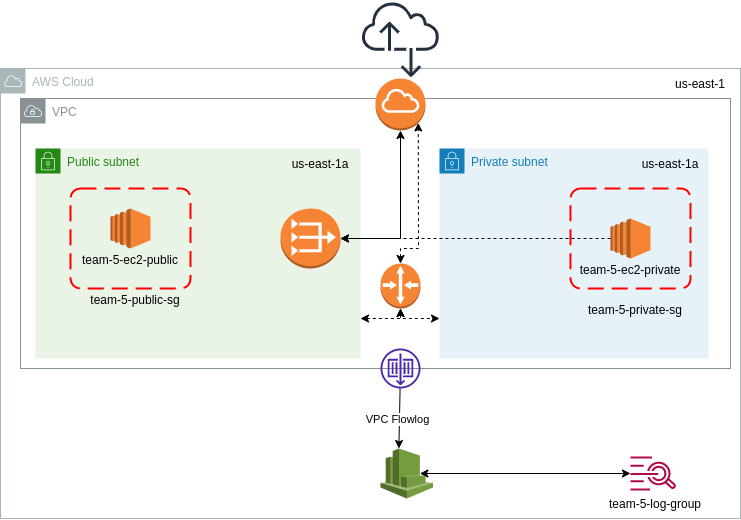 AWS Cloud
us-east-1
VPC
Public subnet
us-east-1a
Private subnet
us-east-1a
team-5-ec2-public
team-5-ec2-private
team-5-public-sg
team-5-private-sg
VPC Flowlog
team-5-log-group